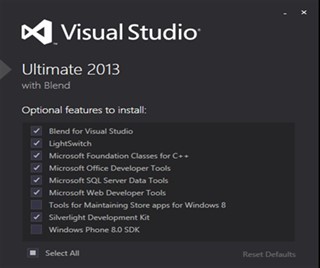 Visual Studio®
Ultimate 2013
with Blend
Optional features to install:
Blend for Visual Studio
LightSwitch
Microsoft Foundation Classes for C++
Microsoft Office Developer Tools
Microsoft SQL Server Data Tools
Microsoft Web Developer Tools
Tools for Maintaining Store apps for Windows 8
Silverlight Development Kit
Windows Phone 8.0 SDK
Select All
Reset Defaults